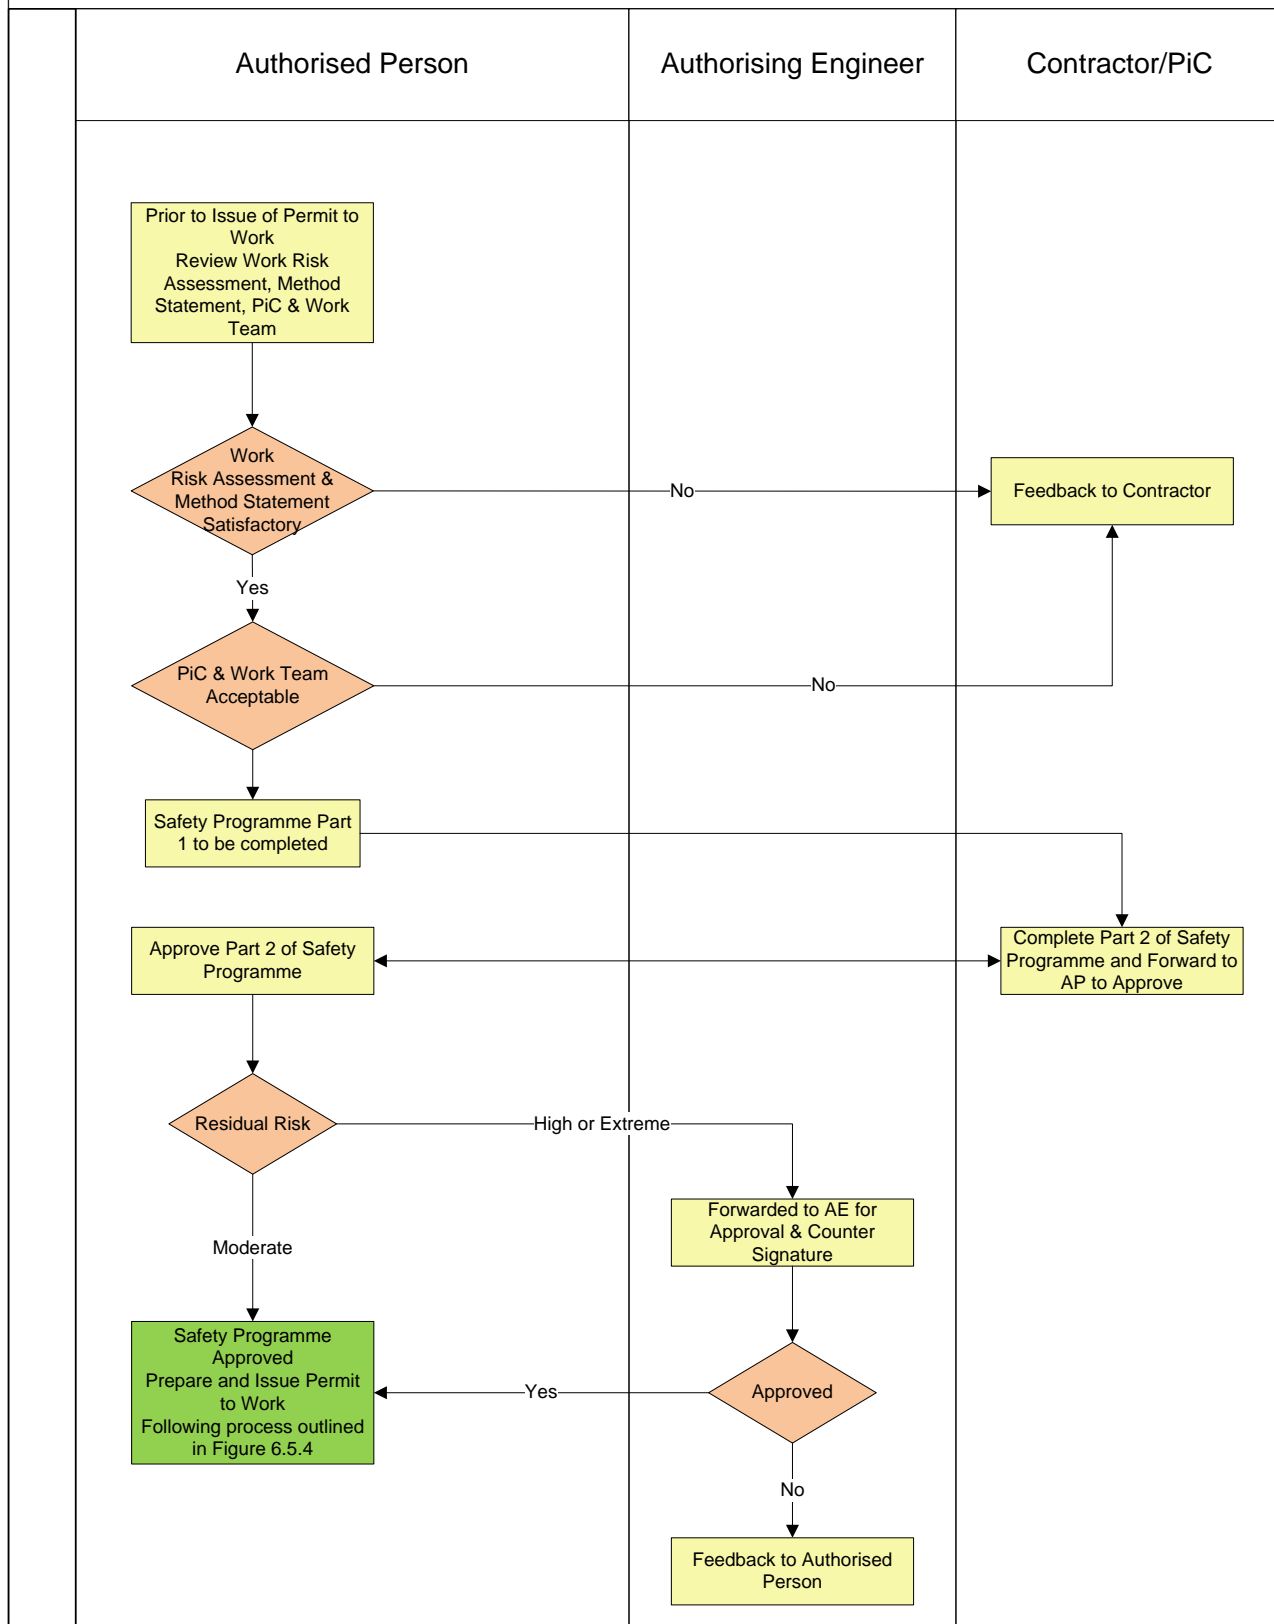 Authorised Person
Authorising Engineer
Contractor/PiC
Prior to Issue of Permit to
Work
Review Work Risk
Assessment, Method
Statement, PiC & Work
Team
Work
Risk Assessment &
Method Statement
Satisfactory
No
Feedback to Contractor
Yes
PiC & Work Team
Acceptable
No
Safety Programme Part
1 to be completed
Approve Part 2 of Safety
Programme
Complete Part 2 of Safety
Programme and Forward to
AP to Approve
Residual Risk
High or Extreme
Forwarded to AE for
Approval & Counter
Signature
Moderate
Safety Programme
Approved
Prepare and Issue Permit
to Work
Following process outlined
in Figure 6.5.4
Yes
Approved
No
Feedback to Authorised
Person